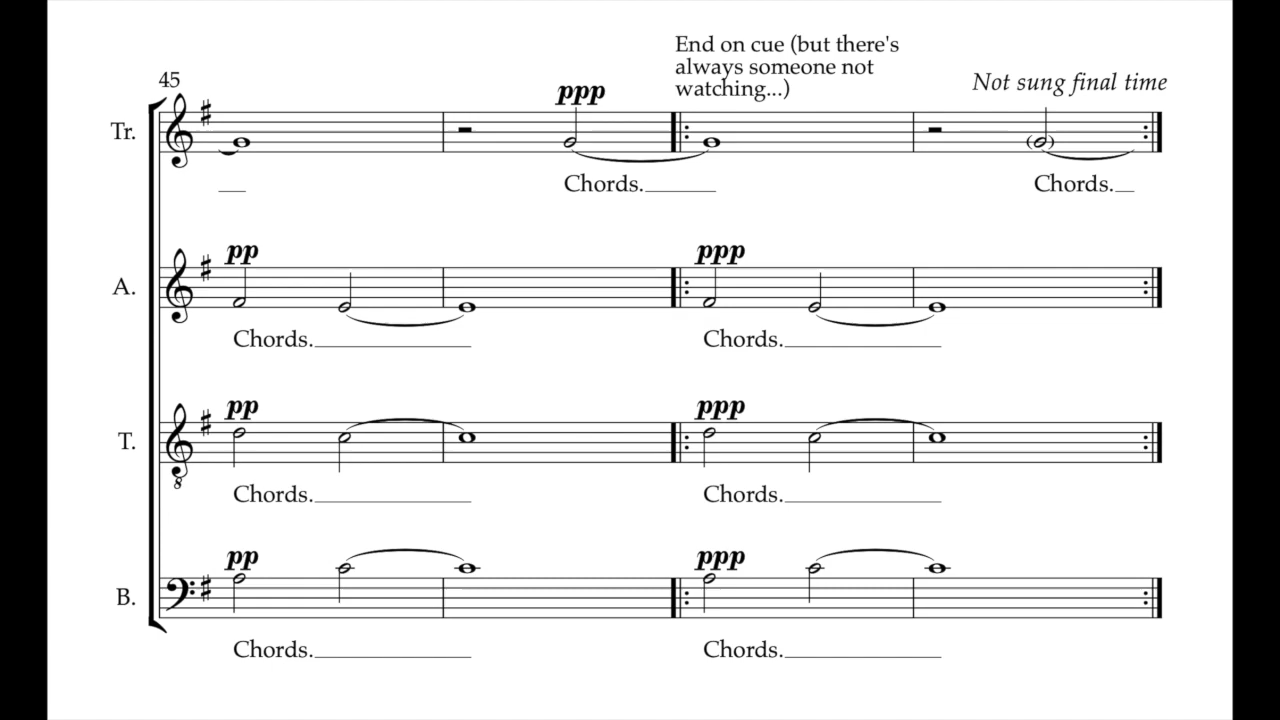 End on cue (but there's
always someone not
watching...)
Not sung final time
45
ppp
Tr.
Chords.
Chords.
pp
ppp
A.
Chords.
Chords.
pp
ppp
T.
8
Chords.
Chords.
pp
ppp
B.
Chords.
Chords.